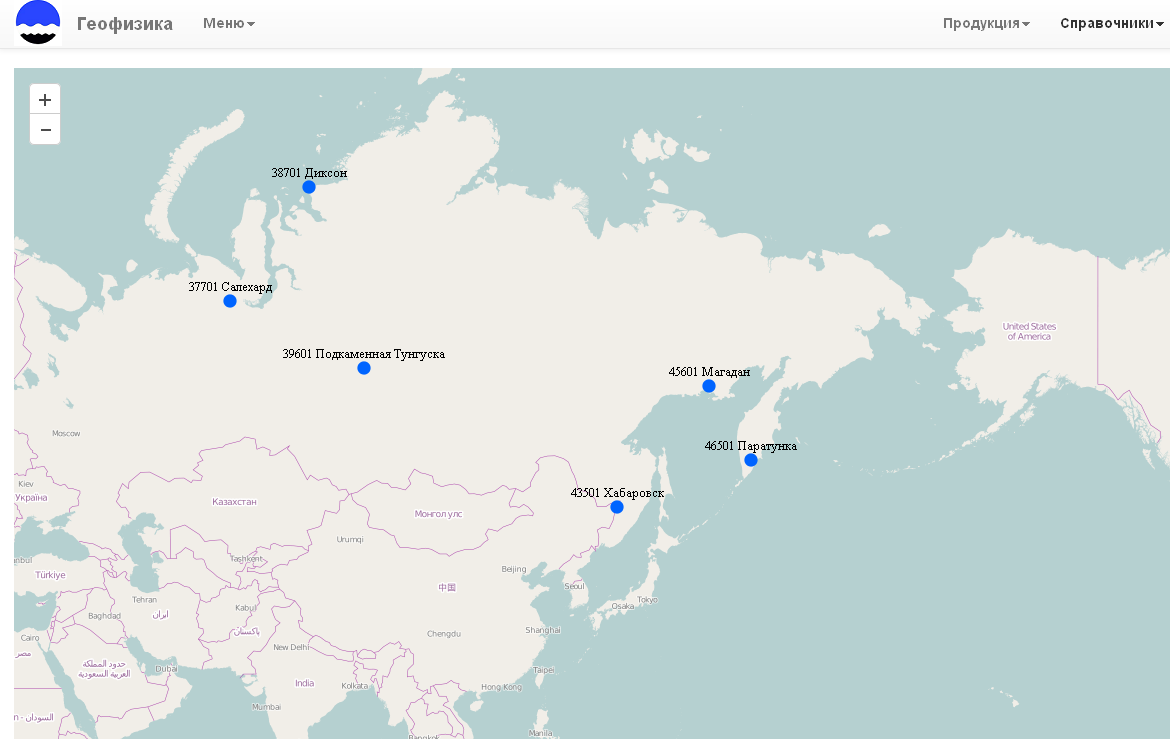 Геофизика
Меню
Продукция
Справочники
+
−
38701 Диксон
37701 Салехард
39601 Подкаменная Тунгуска
United States
of America
45601 Магадан
Moscow
46501 Паратунка
Kiev
Україна
Казахстан
43501 Хабаровск
Монгол улс
Urumqi
Tashkent
Beijing
Türkiye
中国
Seoul
Tehran
Tokyo
Osaka
Baghdad
ایران
Kabul
Cairo
پاکستان
Chengdu
Shanghai
مصر
New Delhi
حدود المملكة
العربية السعودية
Dubai
Taipei
India
Kolkata
Hong Kong
Mumbai
السودان
Manila
Bangkok